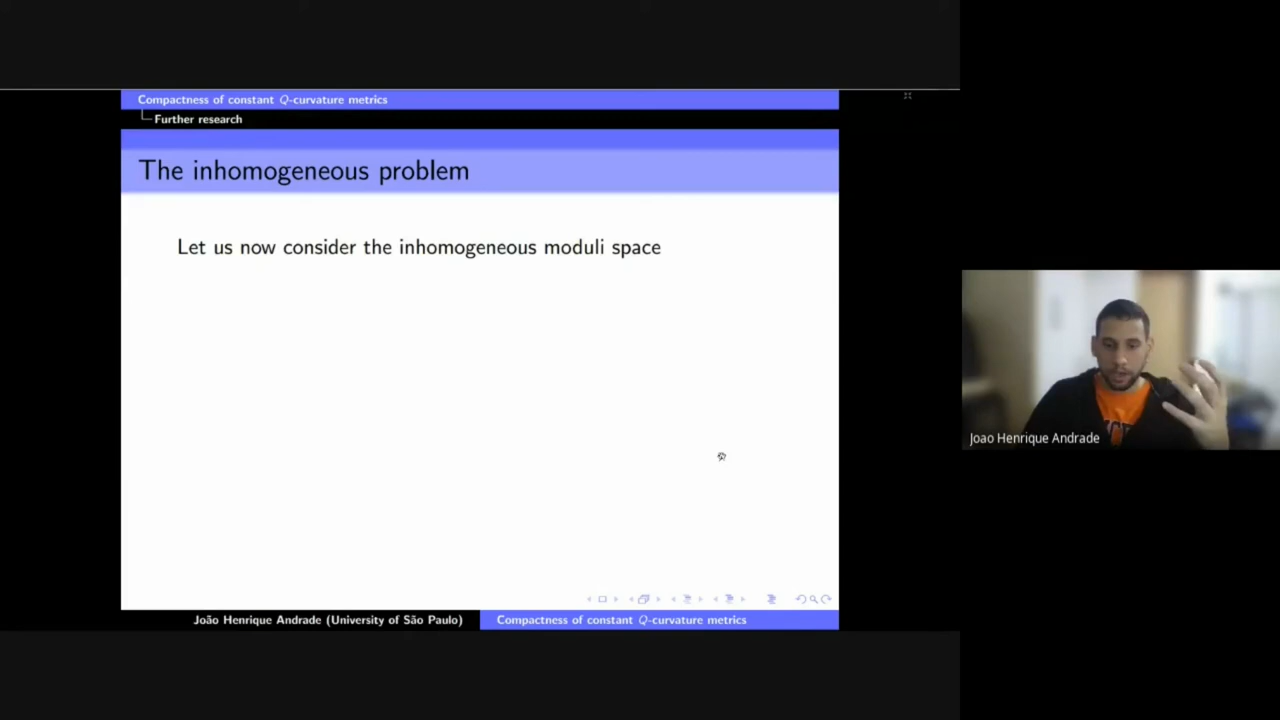 Compactness of constant Q-curvature metrics
Further research
The inhomogeneous problem
Let us now consider the inhomogeneous moduli space
Joao Henrique Andrade
João Henrique Andrade (University of São Paulo)
Compactness of constant Q-curvature metrics